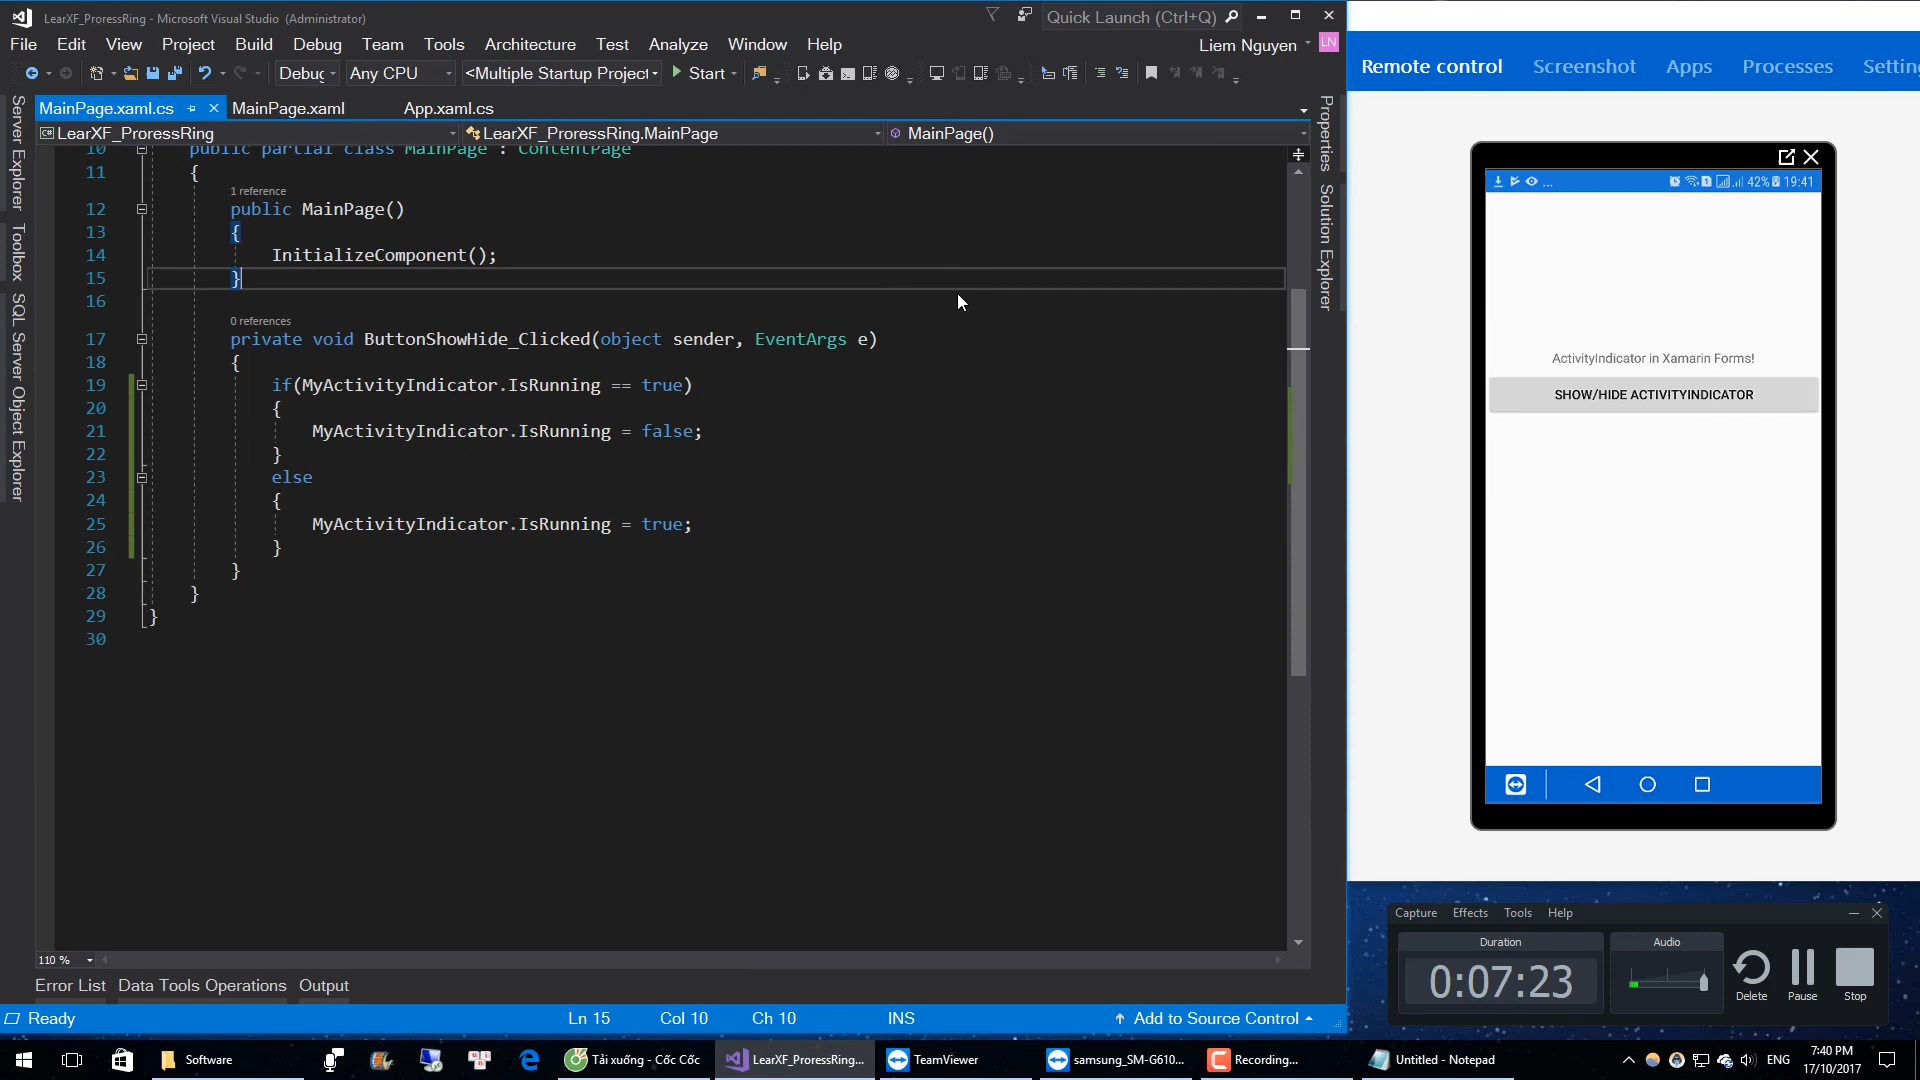 LearXF_ProressRing - Microsoft Visual Studio (Administrator)
Quick Launch (Ctrl+Q)
File Edit View Project Build Debug Team Tools Architecture Test Analyze Window Help
Liem Nguyen LN
Debug Any CPU <Multiple Startup Project Start
MainPage.xaml.cs MainPage.xaml App.xaml.cs
LearXF_ProressRing LearXF_ProressRing.MainPage MainPage()
Server Explorer
Toolbox
SQL Server Object Explorer
Properties
Solution Explorer
10 public partial class MainPage : ContentPage
11 {
1 reference
12 public MainPage()
13 {
14 InitializeComponent();
15 }
16
0 references
17 private void ButtonShowHide_Clicked(object sender, EventArgs e)
18 {
19 if(MyActivityIndicator.IsRunning == true)
20 {
21 MyActivityIndicator.IsRunning = false;
22 }
23 else
24 {
25 MyActivityIndicator.IsRunning = true;
26 }
27 }
28 }
29 }
30
110 %
Error List Data Tools Operations Output
Ready Ln 15 Col 10 Ch 10 INS Add to Source Control
Remote control Screenshot Apps Processes Setting
... 42% 19:41
ActivityIndicator in Xamarin Forms!
SHOW/HIDE ACTIVITYINDICATOR
Capture Effects Tools Help
Duration Audio
0:07:23
Delete Pause Stop
Software Tải xuống - Cốc Cốc LearXF_ProressRing... TeamViewer samsung_SM-G610... Recording... Untitled - Notepad ENG 7:40 PM
17/10/2017